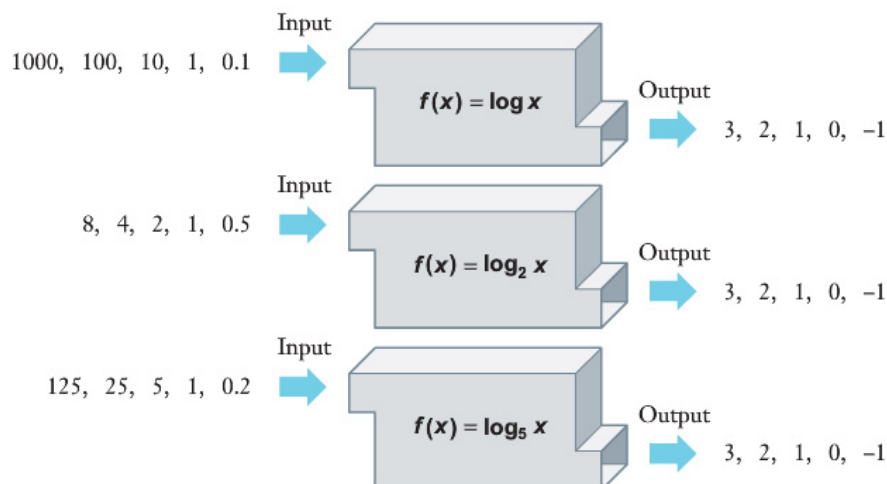 Input
1000, 100, 10, 1, 0.1
f(x) = log x
Output
3, 2, 1, 0, –1
Input
8, 4, 2, 1, 0.5
f(x) = log₂ x
Output
3, 2, 1, 0, –1
Input
125, 25, 5, 1, 0.2
f(x) = log₅ x
Output
3, 2, 1, 0, –1